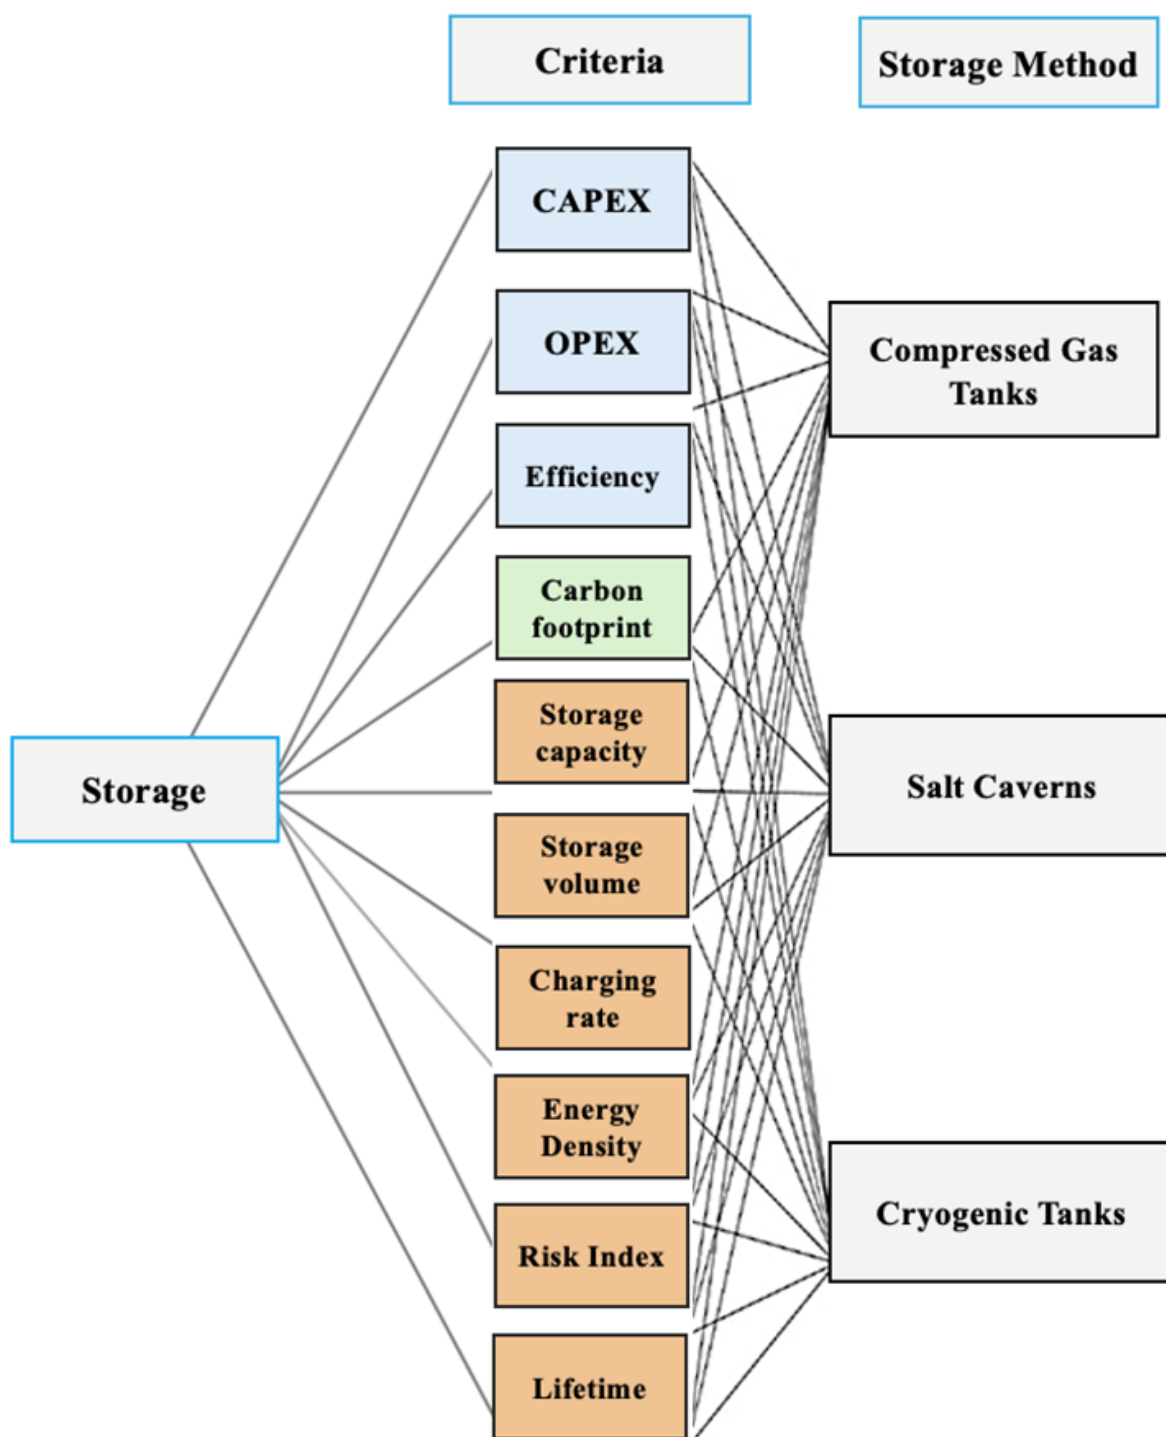 Criteria
Storage Method
CAPEX
OPEX
Efficiency
Carbon
footprint
Storage
capacity
Storage
volume
Charging
rate
Energy
Density
Risk Index
Lifetime
Storage
Compressed Gas
Tanks
Salt Caverns
Cryogenic Tanks